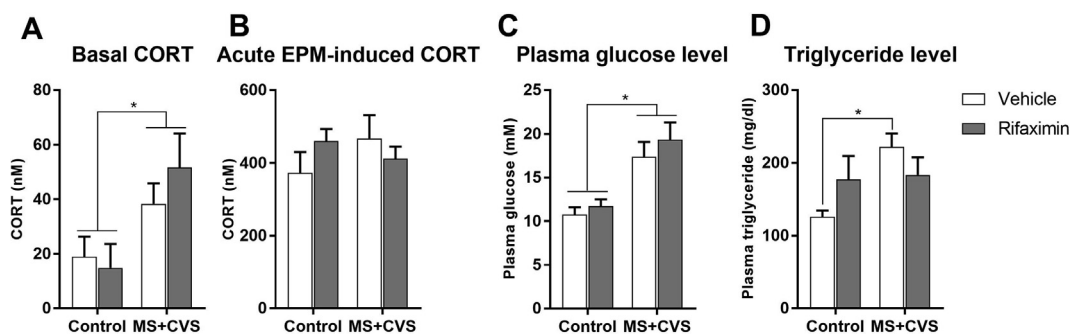 A
Basal CORT
CORT (nM)
80
60
40
20
0
*
Control MS+CVS
B
Acute EPM-induced CORT
CORT (nM)
600
400
200
0
Control MS+CVS
C
Plasma glucose level
Plasma glucose (mM)
25
20
15
10
5
0
*
Control MS+CVS
D
Triglyceride level
Plasma triglyceride (mg/dl)
300
200
100
0
*
Control MS+CVS
Vehicle
Rifaximin